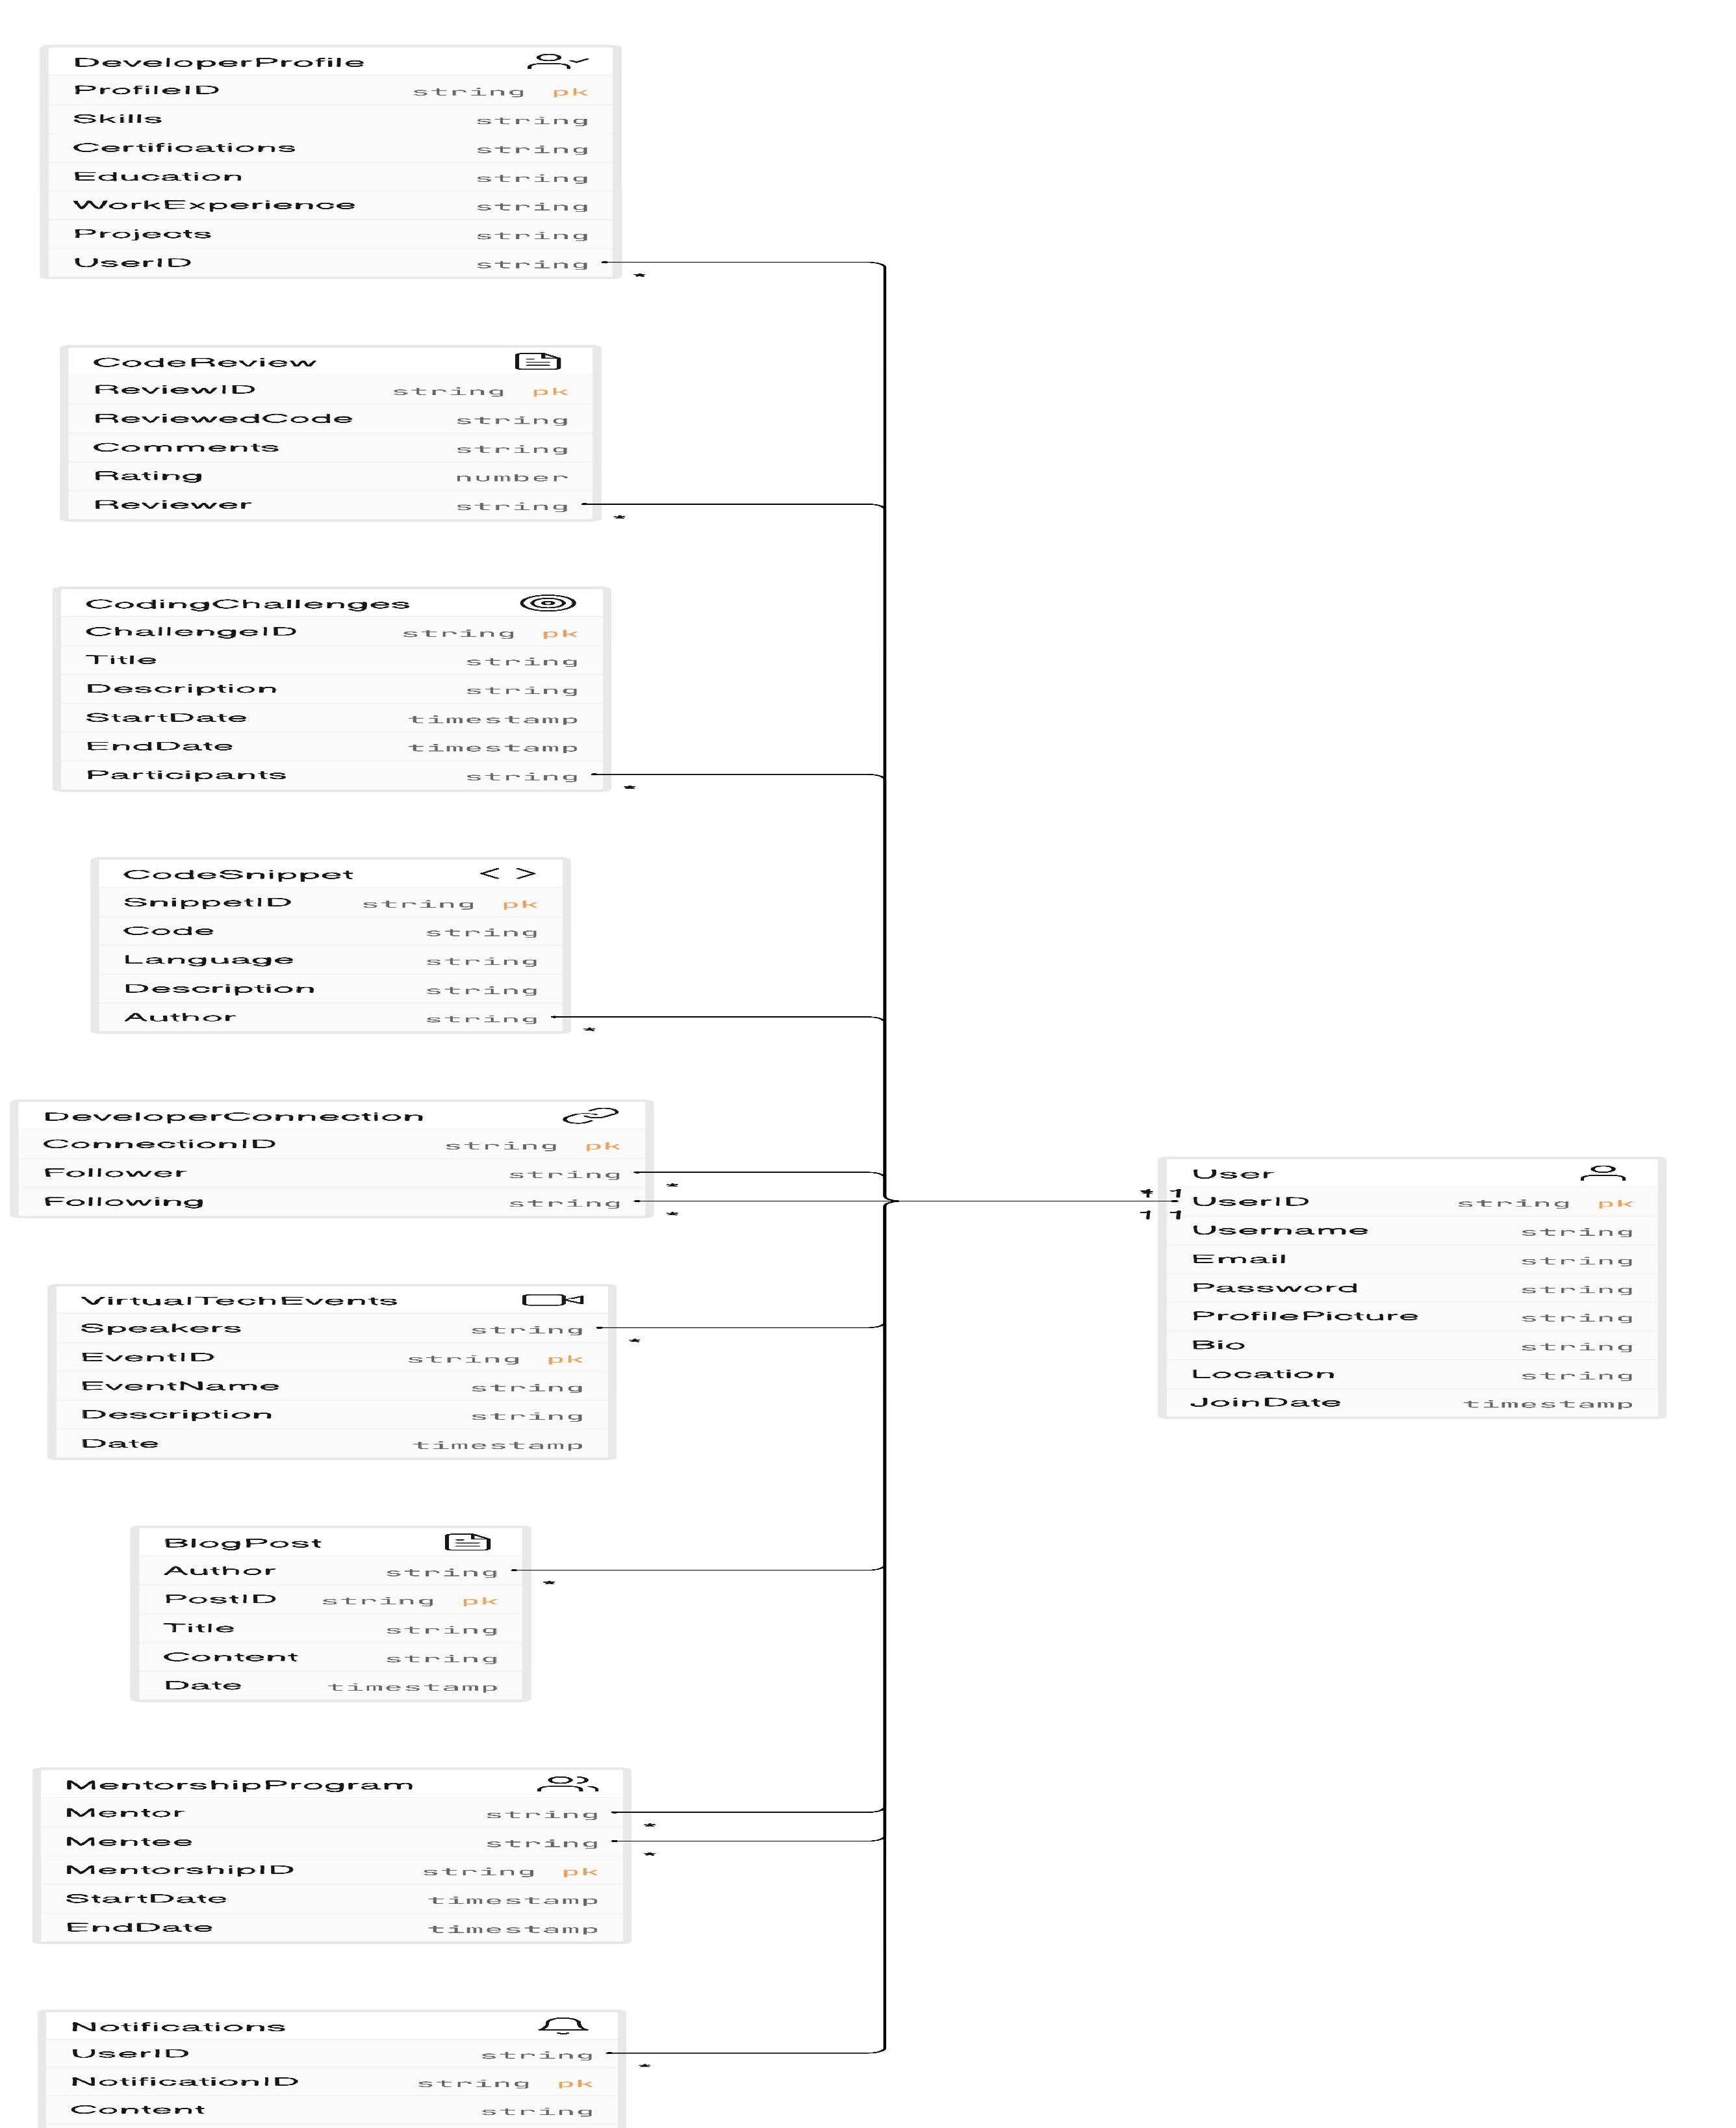 DeveloperProfile
ProfileID string pk
Skills string
Certifications string
Education string
WorkExperience string
Projects string
UserID string
*
CodeReview
ReviewID string pk
ReviewedCode string
Comments string
Rating number
Reviewer string
*
CodingChallenges
ChallengeID string pk
Title string
Description string
StartDate timestamp
EndDate timestamp
Participants string
*
CodeSnippet
SnippetID string pk
Code string
Language string
Description string
Author string
*
DeveloperConnection
ConnectionID string pk
Follower string
*
Following string
*
VirtualTechEvents
Speakers string
*
EventID string pk
EventName string
Description string
Date timestamp
BlogPost
Author string
*
PostID string pk
Title string
Content string
Date timestamp
MentorshipProgram
Mentor string
*
Mentee string
*
MentorshipID string pk
StartDate timestamp
EndDate timestamp
Notifications
UserID string
*
NotificationID string pk
Content string
User
1
UserID string pk
1 1
Username string
Email string
Password string
ProfilePicture string
Bio string
Location string
JoinDate timestamp